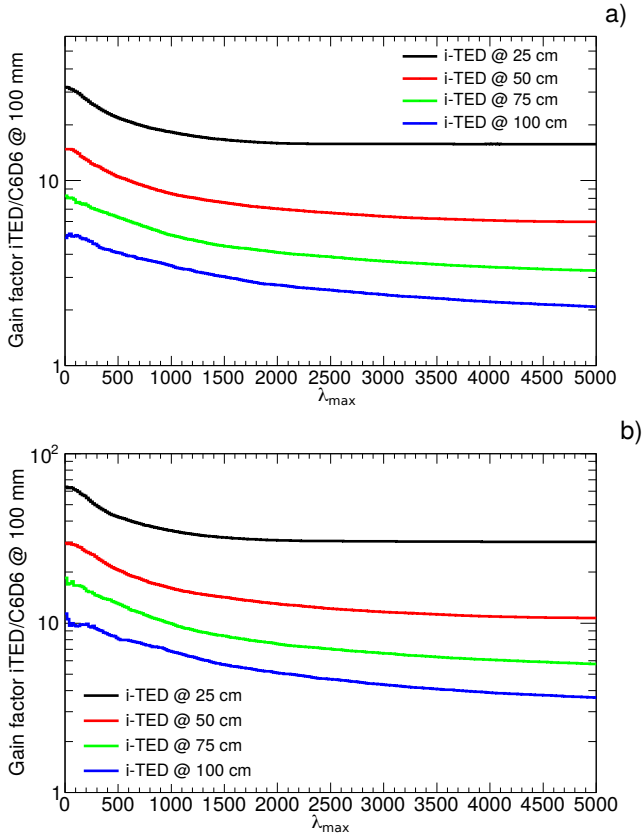 a)
Gain factor iTED/C6D6 @ 100 mm
i-TED @ 25 cm
i-TED @ 50 cm
i-TED @ 75 cm
i-TED @ 100 cm
10
1
0 500 1000 1500 2000 2500 3000 3500 4000 4500 5000
λmax
b)
Gain factor iTED/C6D6 @ 100 mm
10²
10
1
i-TED @ 25 cm
i-TED @ 50 cm
i-TED @ 75 cm
i-TED @ 100 cm
0 500 1000 1500 2000 2500 3000 3500 4000 4500 5000
λmax